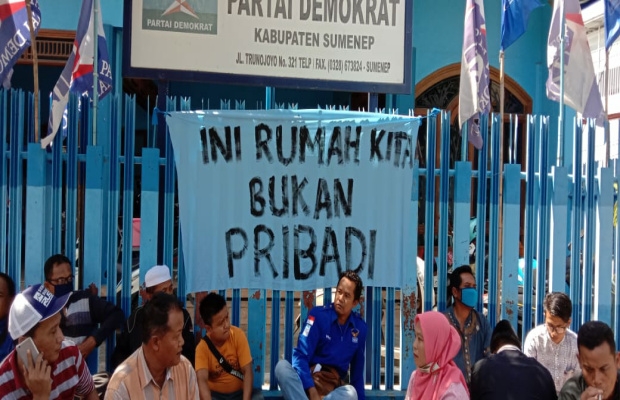 PARTAI DEMOKRAT
PARTAI DEMOKRAT
KABUPATEN SUMENEP
JL. TRUNOJOYO No. 321 TELP / FAX. (0328) 673824 - SUMENEP
INI RUMAH KITA
BUKAN
PRIBADI